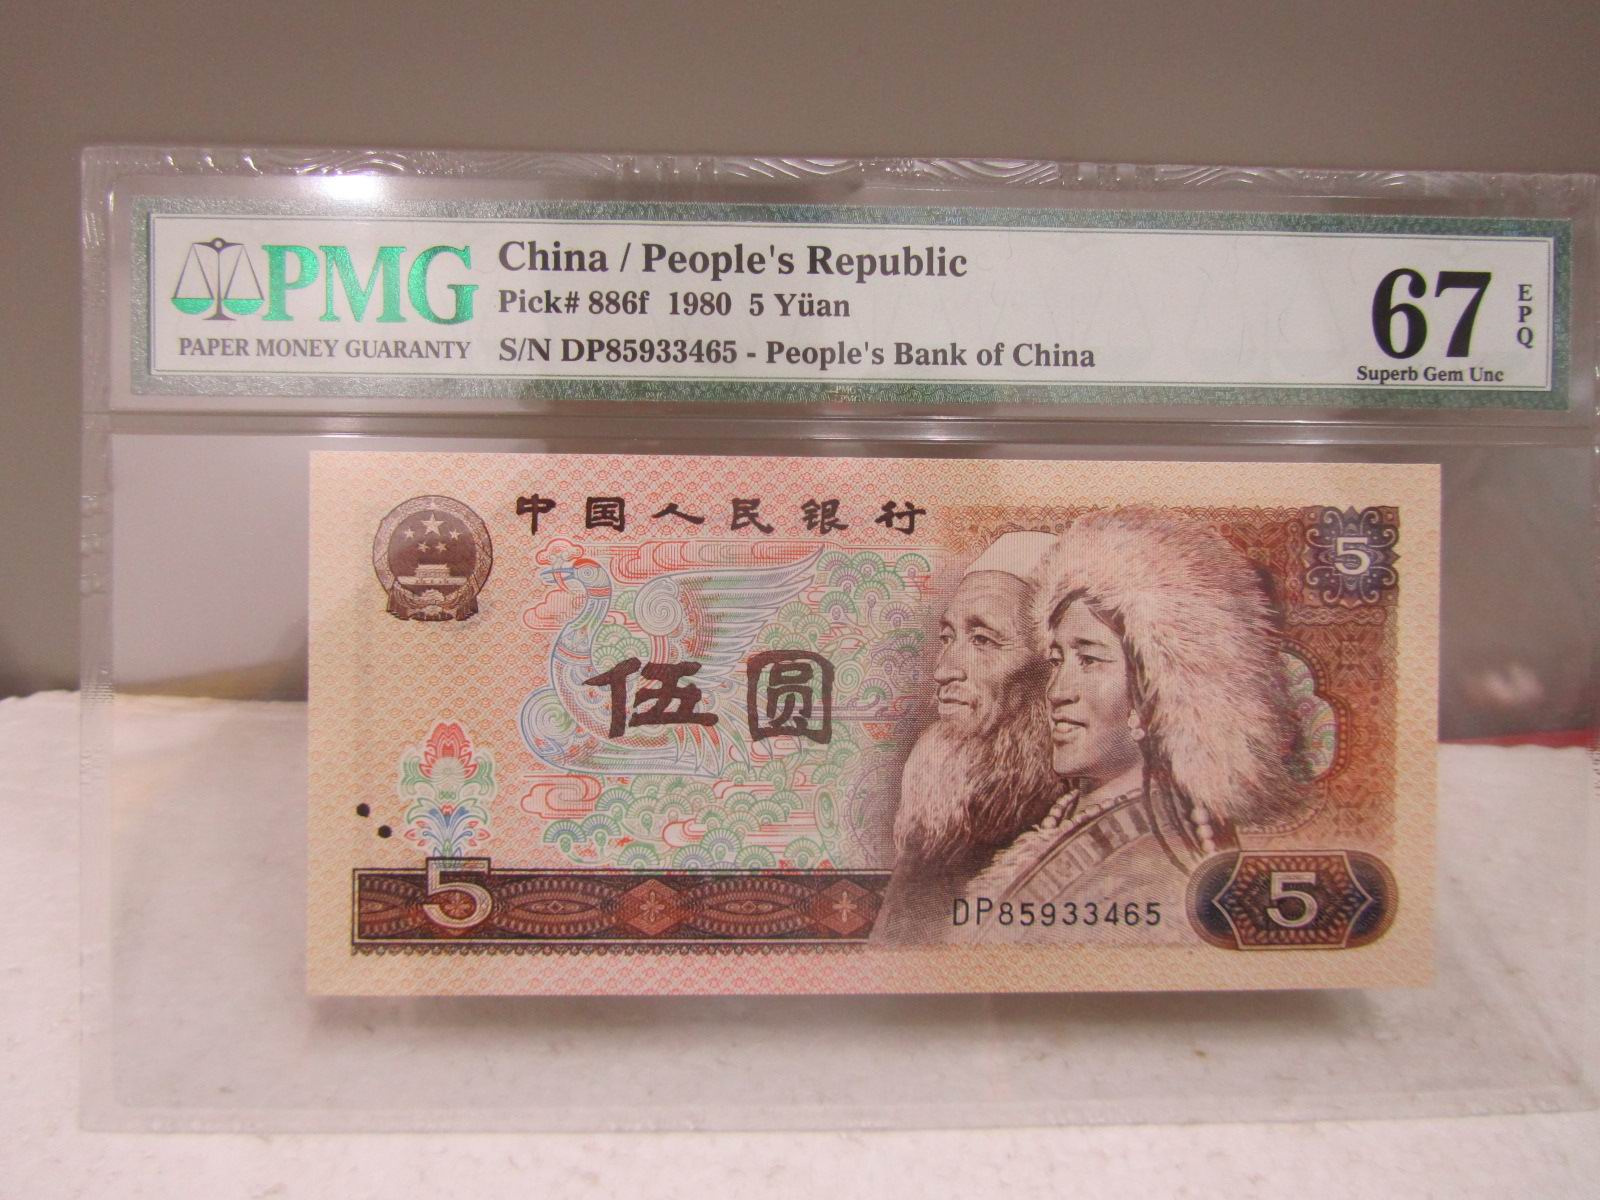 PMG
PAPER MONEY GUARANTY
China / People's Republic
Pick# 886f 1980 5 Yüan
S/N DP85933465 - People's Bank of China
67
EPQ
Superb Gem Unc
中国人民银行
5
伍圆
5
DP85933465
5